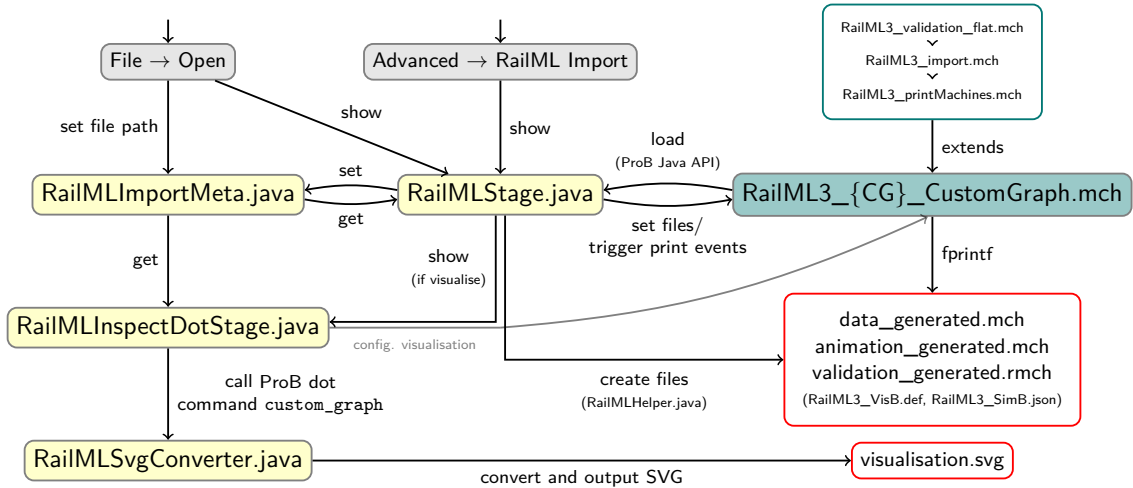 File → Open
Advanced → RailML Import
RailML3_validation_flat.mch
RailML3_import.mch
RailML3_printMachines.mch
set file path
show
show
load
(ProB Java API)
extends
RailMLImportMeta.java
set
get
RailMLStage.java
RailML3_{CG}_CustomGraph.mch
set files/
trigger print events
get
show
(if visualise)
fprintf
RailMLInspectDotStage.java
config. visualisation
data_generated.mch
animation_generated.mch
validation_generated.rmch
(RailML3_VisB.def, RailML3_SimB.json)
call ProB dot
command custom_graph
create files
(RailMLHelper.java)
RailMLSvgConverter.java
convert and output SVG
visualisation.svg